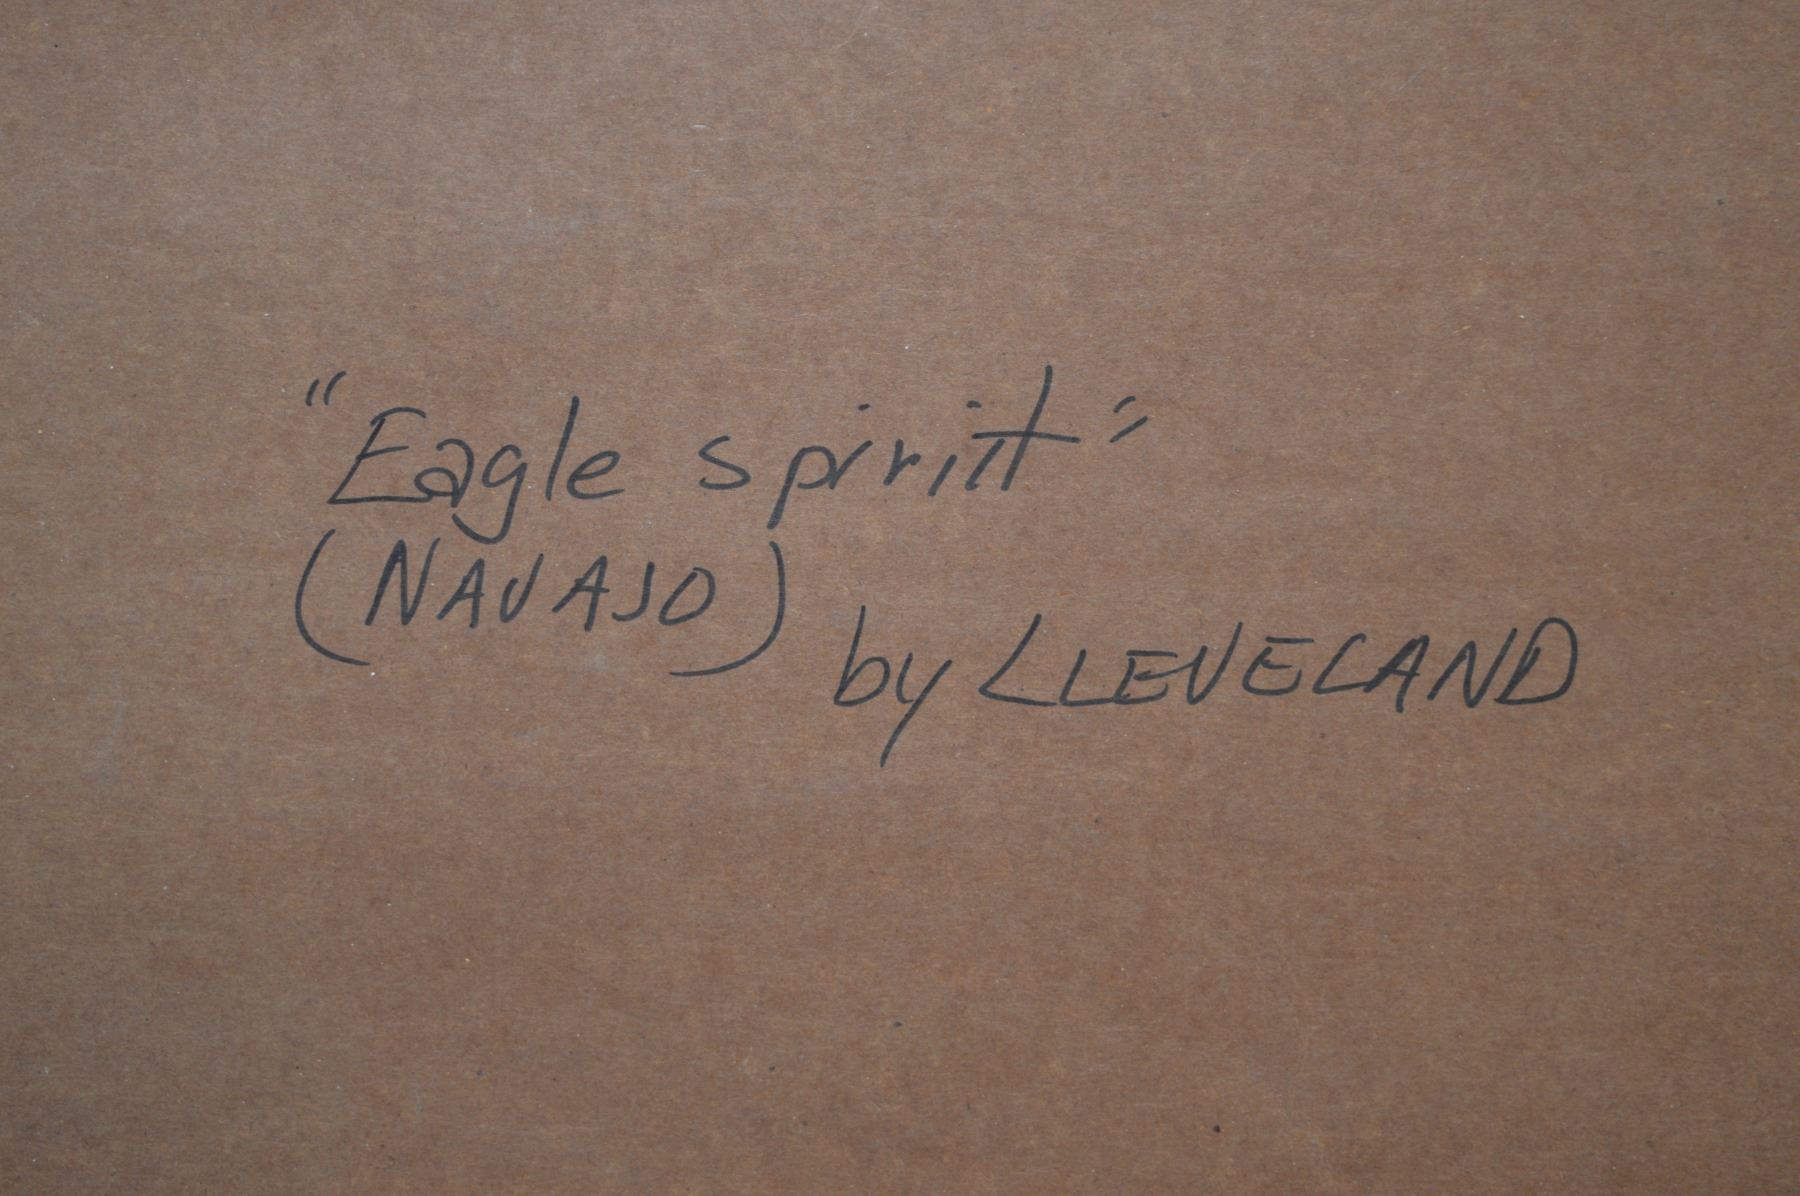 "Eagle spirit"
(NAVAJO)
by CLEVELAND